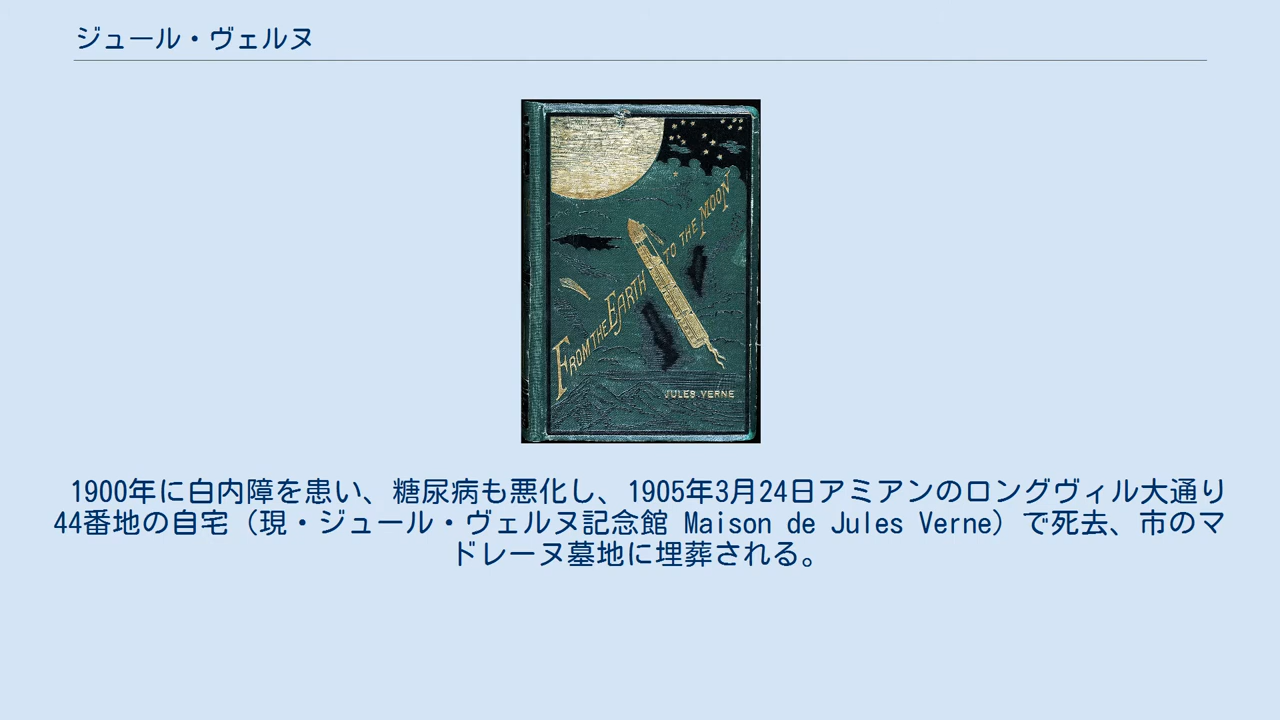 ジュール・ヴェルヌ
FROM THE EARTH TO THE MOON
JULES VERNE
1900年に白内障を患い、糖尿病も悪化し、1905年3月24日アミアンのロングヴィル大通り
44番地の自宅（現・ジュール・ヴェルヌ記念館 Maison de Jules Verne）で死去、市のマ
ドレーヌ墓地に埋葬される。